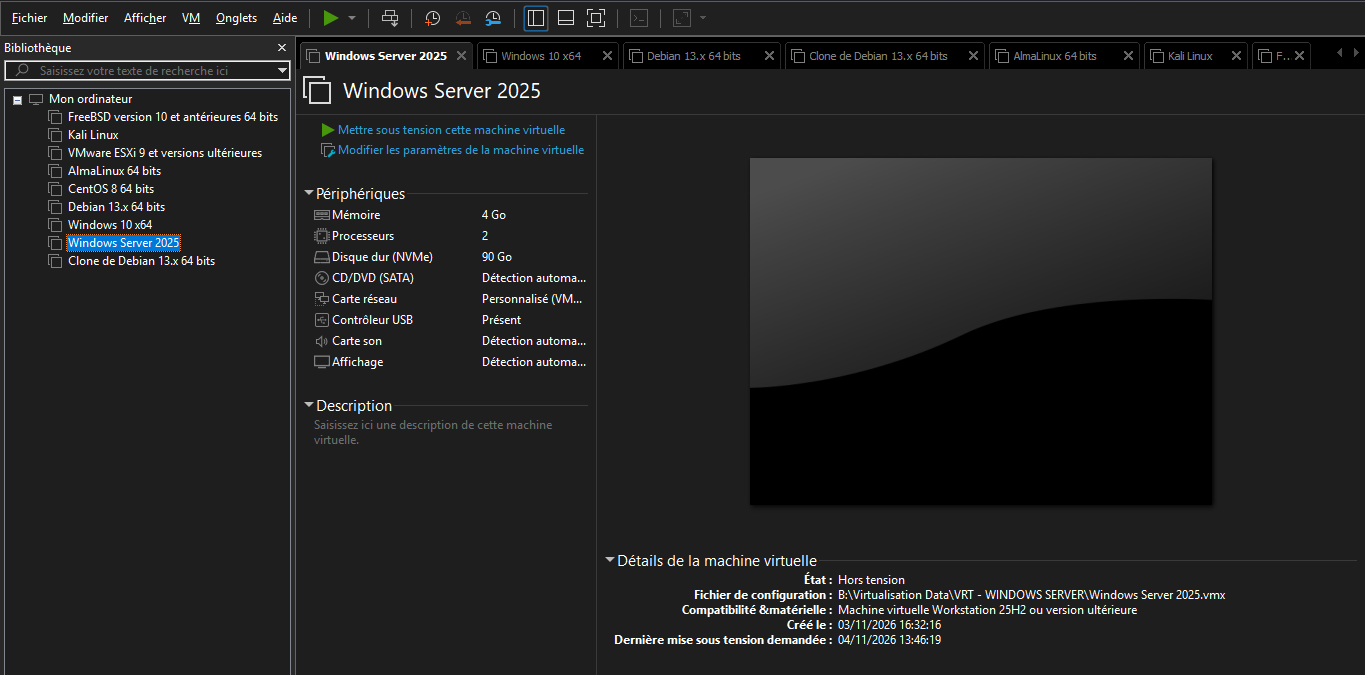 Fichier Modifier Afficher VM Onglets Aide
Bibliothèque
Saisissez votre texte de recherche ici
Mon ordinateur
FreeBSD version 10 et antérieures 64 bits
Kali Linux
VMware ESXi 9 et versions ultérieures
AlmaLinux 64 bits
CentOS 8 64 bits
Debian 13.x 64 bits
Windows 10 x64
Windows Server 2025
Clone de Debian 13.x 64 bits
Windows Server 2025
Windows 10 x64
Debian 13.x 64 bits
Clone de Debian 13.x 64 bits
AlmaLinux 64 bits
Kali Linux
F...
Windows Server 2025
Mettre sous tension cette machine virtuelle
Modifier les paramètres de la machine virtuelle
Périphériques
Mémoire 4 Go
Processeurs 2
Disque dur (NVMe) 90 Go
CD/DVD (SATA) Détection automa...
Carte réseau Personnalisé (VM...
Contrôleur USB Présent
Carte son Détection automa...
Affichage Détection automa...
Description
Saisissez ici une description de cette machine
virtuelle.
Détails de la machine virtuelle
État : Hors tension
Fichier de configuration : B:\Virtualisation Data\VRT - WINDOWS SERVER\Windows Server 2025.vmx
Compatibilité &matérielle : Machine virtuelle Workstation 25H2 ou version ultérieure
Créé le : 03/11/2026 16:32:16
Dernière mise sous tension demandée : 04/11/2026 13:46:19